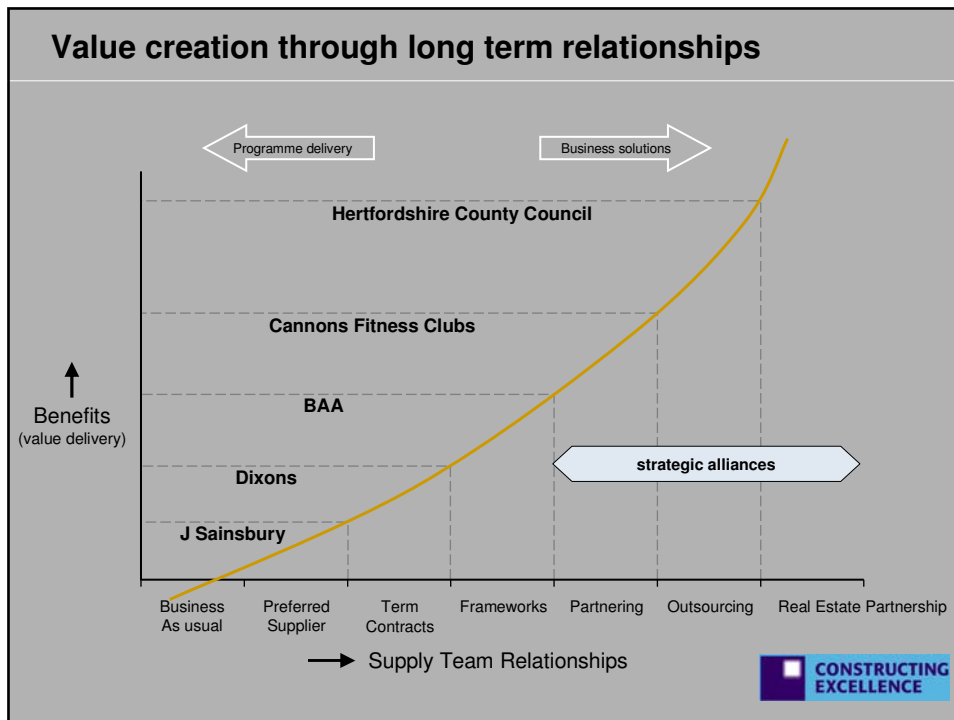 Value creation through long term relationships
Programme delivery
Business solutions
Hertfordshire County Council
Cannons Fitness Clubs
BAA
Benefits
(value delivery)
strategic alliances
Dixons
J Sainsbury
Business
As usual
Preferred
Supplier
Term
Contracts
Frameworks
Partnering
Outsourcing
Real Estate Partnership
Supply Team Relationships
CONSTRUCTING
EXCELLENCE